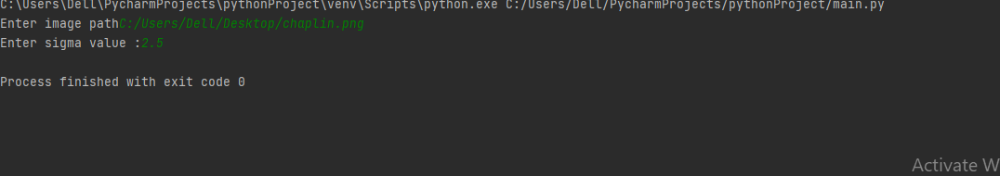 C:\Users\Dell\PycharmProjects\pythonProject\venv\Scripts\python.exe C:/Users/Dell/PycharmProjects/pythonProject/main.py
Enter image pathC:/Users/Dell/Desktop/chaplin.png
Enter sigma value :2.5
Process finished with exit code 0
Activate W